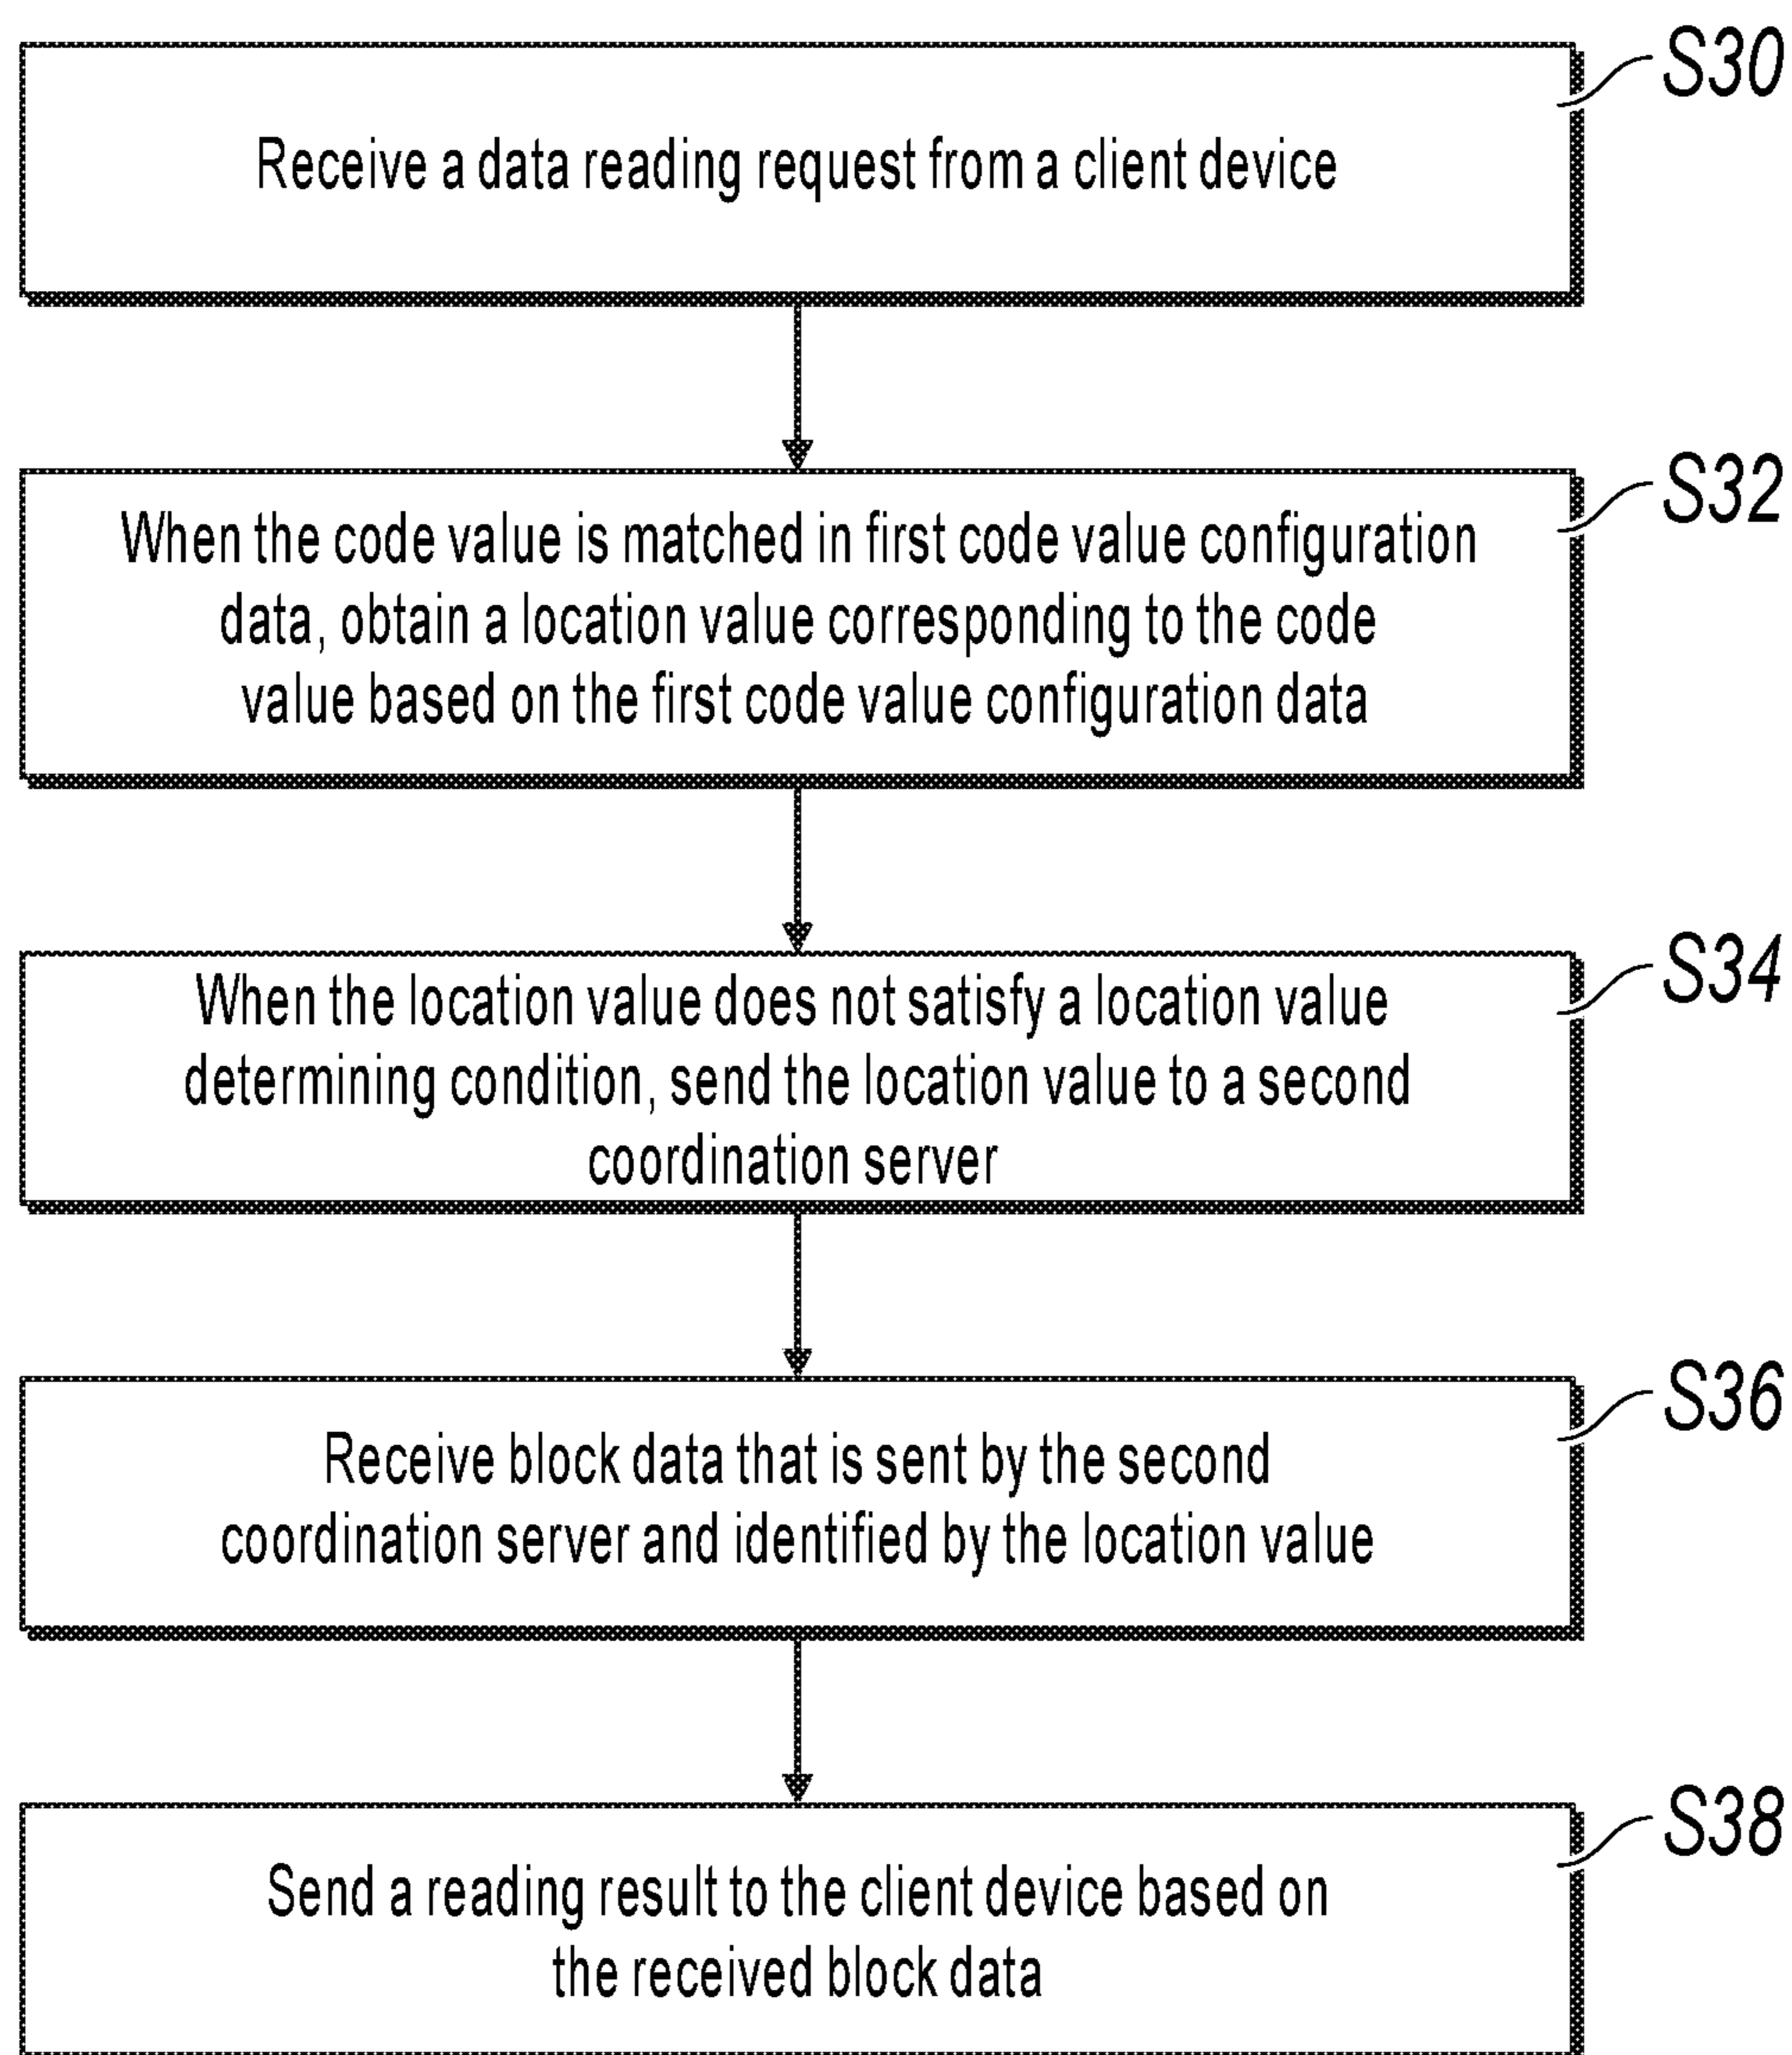 S30
Receive a data reading request from a client device
S32
When the code value is matched in first code value configuration
data, obtain a location value corresponding to the code
value based on the first code value configuration data
S34
When the location value does not satisfy a location value
determining condition, send the location value to a second
coordination server
S36
Receive block data that is sent by the second
coordination server and identified by the location value
S38
Send a reading result to the client device based on
the received block data